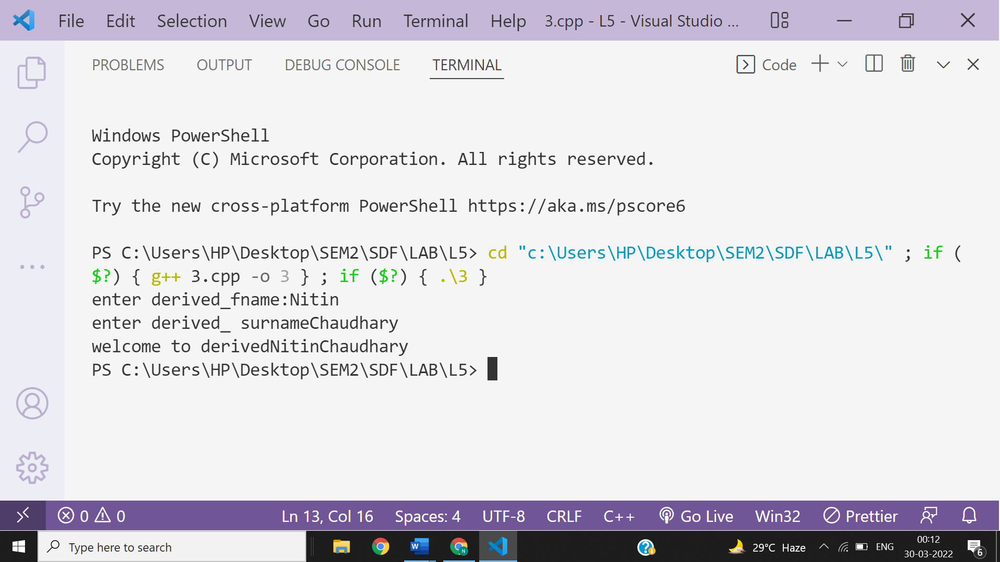 File Edit Selection View Go Run Terminal Help 3.cpp - L5 - Visual Studio ...
PROBLEMS OUTPUT DEBUG CONSOLE TERMINAL Code
Windows PowerShell
Copyright (C) Microsoft Corporation. All rights reserved.
Try the new cross-platform PowerShell https://aka.ms/pscore6
PS C:\Users\HP\Desktop\SEM2\SDF\LAB\L5> cd "c:\Users\HP\Desktop\SEM2\SDF\LAB\L5\" ; if (
$?) { g++ 3.cpp -o 3 } ; if ($?) { .\3 }
enter derived_fname:Nitin
enter derived_ surnameChaudhary
welcome to derivedNitinChaudhary
PS C:\Users\HP\Desktop\SEM2\SDF\LAB\L5>
0 0 Ln 13, Col 16 Spaces: 4 UTF-8 CRLF C++ Go Live Win32 Prettier
Type here to search W N 29°C Haze ENG 00:12 6
30-03-2022